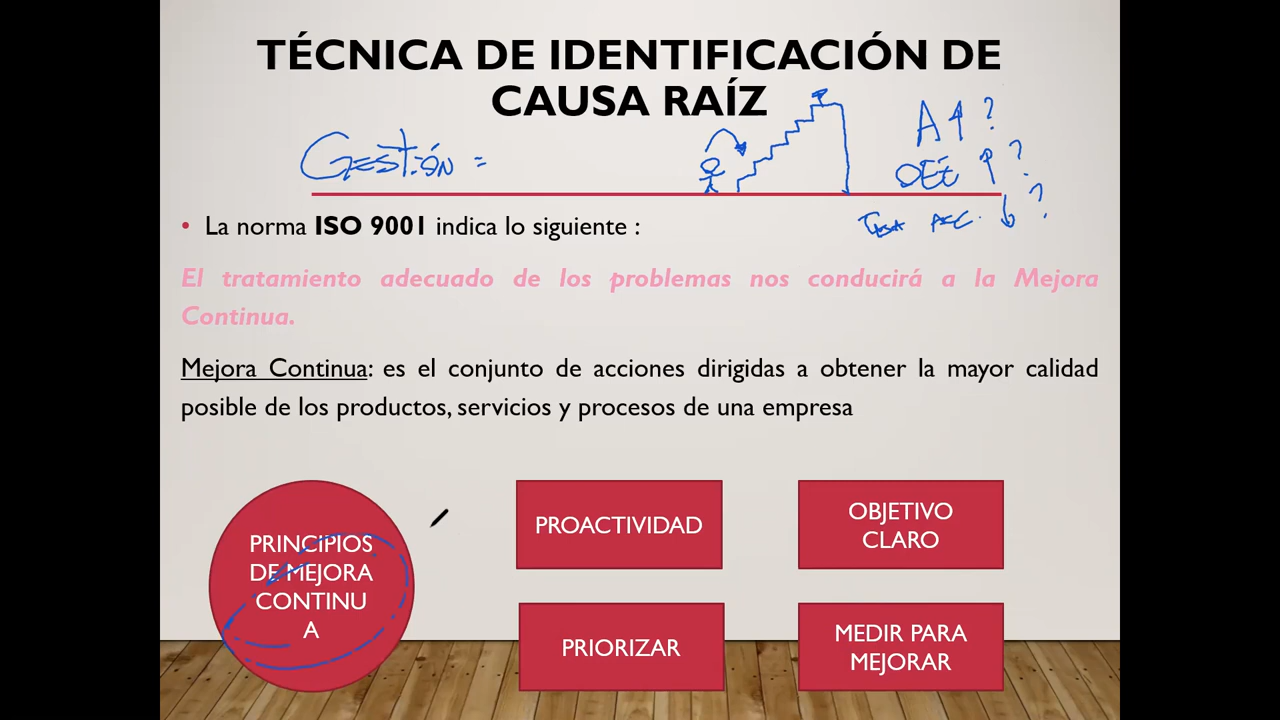 TÉCNICA DE IDENTIFICACIÓN DE
CAUSA RAÍZ
GESTIÓN =
A ?
OEE ?
?
• La norma ISO 9001 indica lo siguiente :
El tratamiento adecuado de los problemas nos conducirá a la Mejora
Continua.
Mejora Continua: es el conjunto de acciones dirigidas a obtener la mayor calidad
posible de los productos, servicios y procesos de una empresa
PRINCIPIOS
DE MEJORA
CONTINU
A
PROACTIVIDAD
OBJETIVO
CLARO
PRIORIZAR
MEDIR PARA
MEJORAR